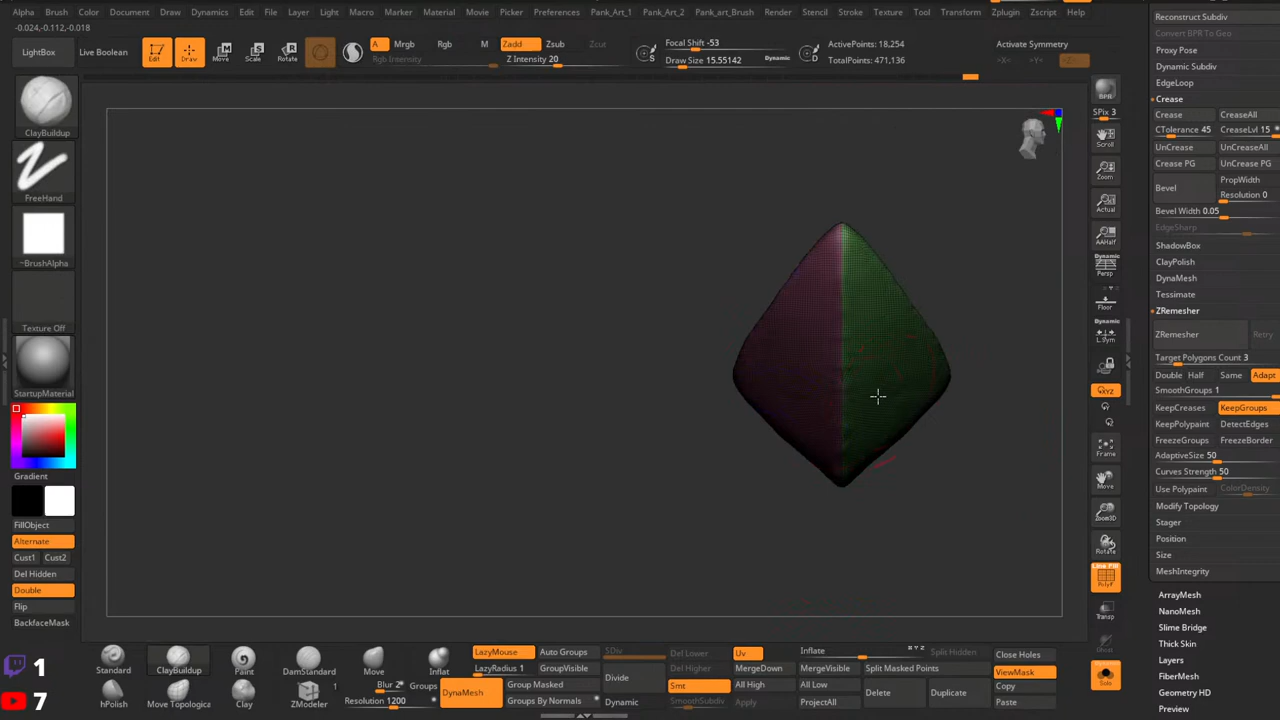 Alpha Brush Color Document Draw Dynamics Edit File Layer Light Macro Marker Material Movie Picker Preferences Pank_Art_1 Pank_Art_2 Pank_art_Brush Render Stencil Stroke Texture Tool Transform Zplugin Zscript Help
-0.024,-0.112,-0.018
LightBox Live Boolean Edit Draw Move Scale Rotate A Mrgb Rgb M Zadd Zsub Zcut
Rgb Intensity Z Intensity 20
Focal Shift -53
Draw Size 15.55142 Dynamic
S D
ActivePoints: 18,254
TotalPoints: 471,136
Activate Symmetry
ClayBuildup
FreeHand
~BrushAlpha
Texture Off
StartupMaterial
Gradient
FillObject
Alternate
Cust1 Cust2
Del Hidden
Double
Flip
BackfaceMask
1
7
BPR
SPix 3
Scroll
Zoom
Actual
AAHalf
Dynamic
Persp
Floor
Dynamic
L.Sym
XYZ
Frame
Move
Zoom3D
Rotate
Line Fill
PolyF
Transp
Ghost
Dynamic
Solo
Reconstruct Subdiv
Convert BPR To Geo
Proxy Pose
Dynamic Subdiv
EdgeLoop
Crease
Crease CreaseAll
CTolerance 45 CreaseLvl 15
UnCrease UnCreaseAll
Crease PG UnCrease PG
Bevel PropWidth
Resolution 0
Bevel Width 0.05
EdgeSharp
ShadowBox
ClayPolish
DynaMesh
Tessimate
ZRemesher
ZRemesher Retry
Target Polygons Count 3
Double Half Same Adapt
SmoothGroups 1
KeepCreases KeepGroups
KeepPolypaint DetectEdges
FreezeGroups FreezeBorder
AdaptiveSize 50
Curves Strength 50
Use Polypaint ColorDensity
Modify Topology
Stager
Position
Size
MeshIntegrity
ArrayMesh
NanoMesh
Slime Bridge
Thick Skin
Layers
FiberMesh
Geometry HD
Preview
Standard ClayBuildup Paint DamStandard Move Inflat
hPolish Move Topologica Clay ZModeler 1
LazyMouse Auto Groups
LazyRadius 1 GroupVisible
Blur 2 Groups DynaMesh Group Masked
Resolution 1200 Groups By Normals
SDiv Del Lower Uv Inflate X Y Z Split Hidden Close Holes
Divide Del Higher MergeDown MergeVisible Split Masked Points ViewMask
Smt All High All Low Delete Duplicate Copy
Dynamic SmoothSubdiv Apply ProjectAll Paste